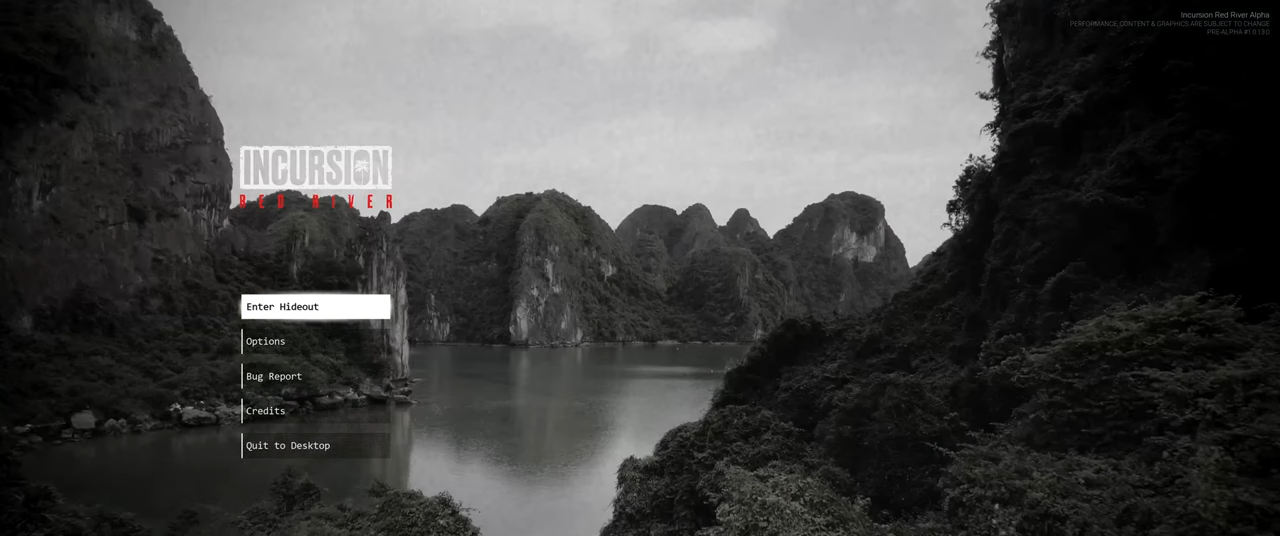 Incursion Red River Alpha
PERFORMANCE, CONTENT & GRAPHICS ARE SUBJECT TO CHANGE
INCURSION
RED RIVER
Enter Hideout
Options
Bug Report
Credits
Quit to Desktop